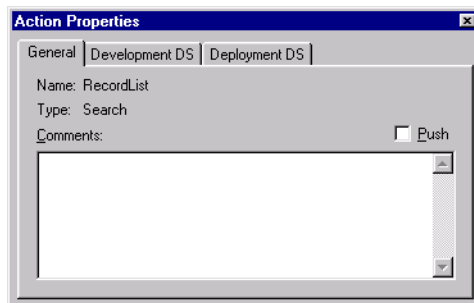 Action Properties
General Development DS Deployment DS
Name: RecordList
Type: Search
Comments: Push